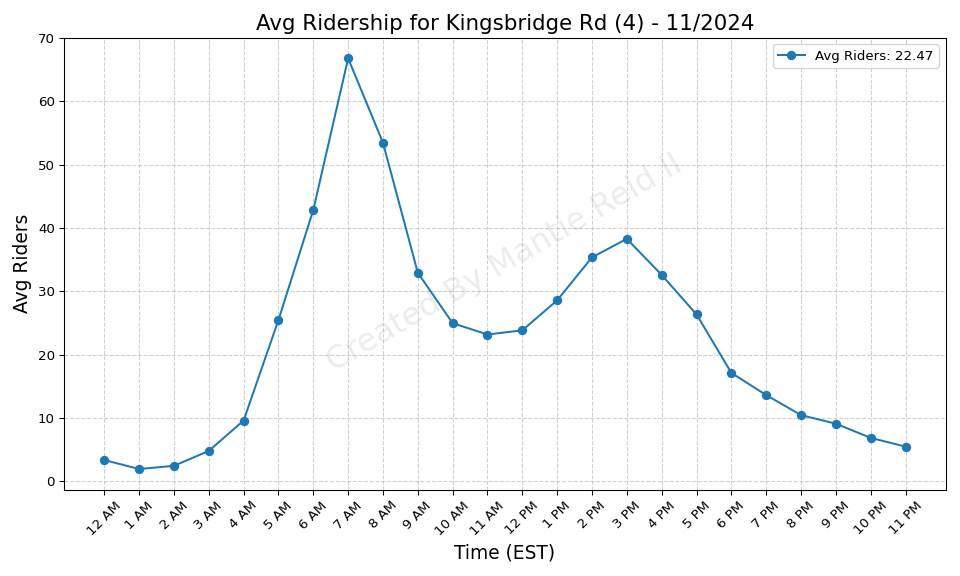 Avg Ridership for Kingsbridge Rd (4) - 11/2024
Avg Riders: 22.47
Avg Riders
70
60
50
40
30
20
10
0
Created By Mantie Reid II
12 AM
1 AM
2 AM
3 AM
4 AM
5 AM
6 AM
7 AM
8 AM
9 AM
10 AM
11 AM
12 PM
1 PM
2 PM
3 PM
4 PM
5 PM
6 PM
7 PM
8 PM
9 PM
10 PM
11 PM
Time (EST)